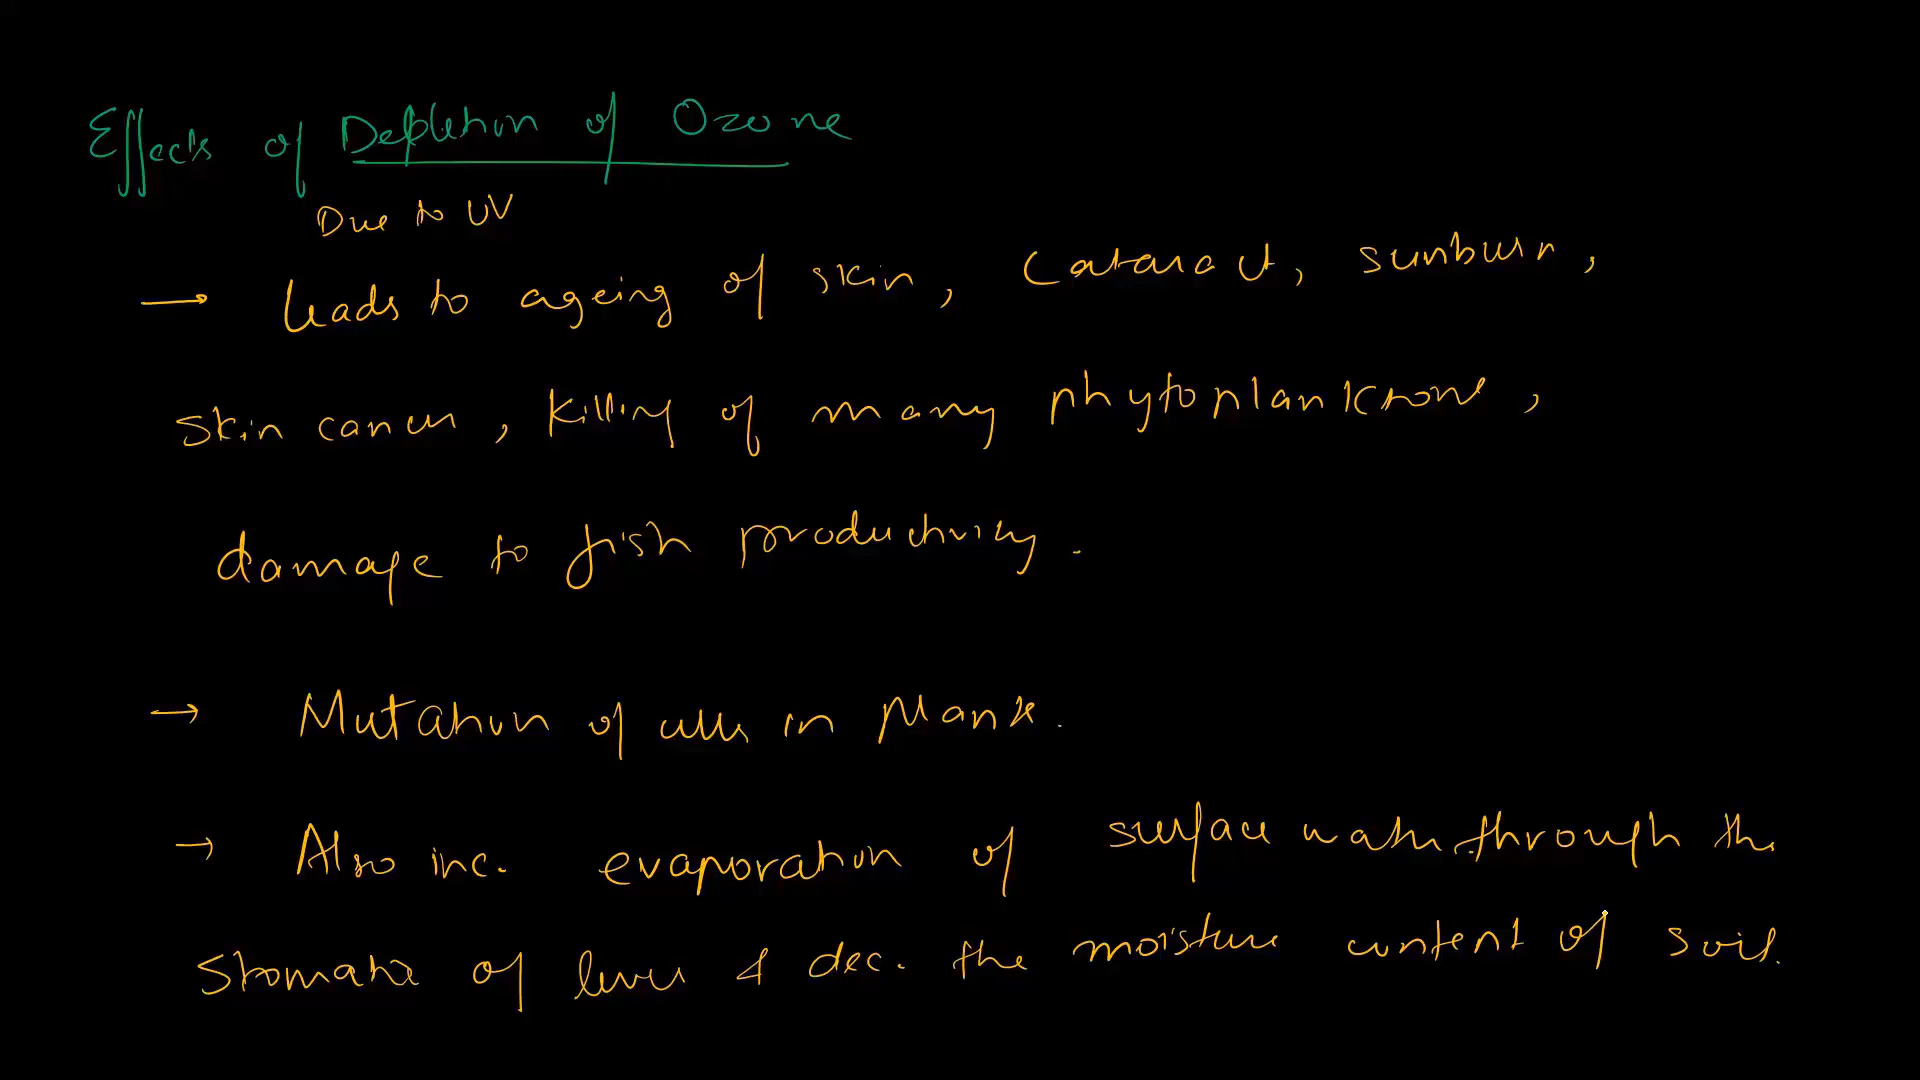 Effects of Depletion of Ozone
Due to UV
→ leads to ageing of skin, Cataract, sunburn,
skin cancer, killing of many phytoplanktons,
damage to fish productivity.
→ Mutation of cells in plants.
→ Also inc. evaporation of surface water through the
stomata of leaves & dec. the moisture content of soil.